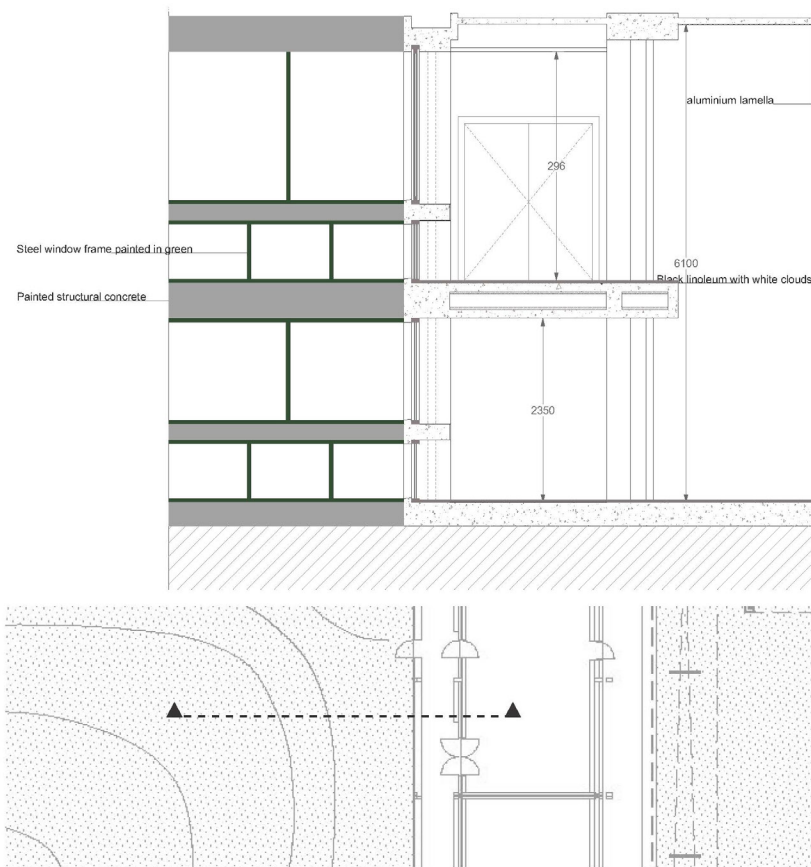 aluminium lamella
296
Steel window frame painted in green
6100
Black linoleum with white clouds
Painted structural concrete
2350